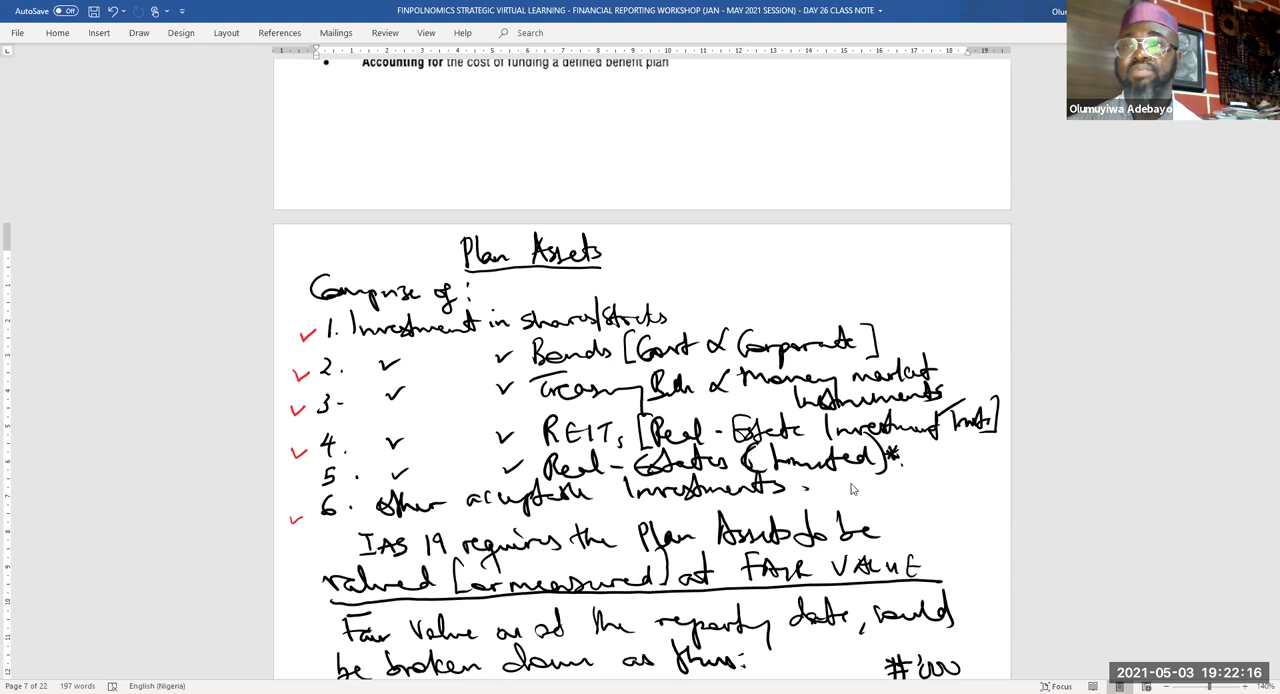 AutoSave Off
FINPOLNOMICS STRATEGIC VIRTUAL LEARNING - FINANCIAL REPORTING WORKSHOP (JAN - MAY 2021 SESSION) - DAY 26 CLASS NOTE
Olu
File Home Insert Draw Design Layout References Mailings Review View Help Search
Olumuyiwa Adebayo
• Accounting for the cost of funding a defined benefit plan
Plan Assets
Comprise of:
✓ 1. Investment in shares/Stocks
✓ 2. ✓ ✓ Bonds [Govt & Corporate]
✓ 3- ✓ ✓ Treasury Bill & Money market
Instruments
✓ 4. ✓ ✓ REITs [Real-Estate Investment Trusts]
5. ✓ ✓ Real-Estates (Limited)*.
✓ 6. Other acceptable Investments.
IAS 19 requires the Plan Assets to be
valued [or measured] at FAIR VALUE
Fair Value as at the reporting date, could
be broken down as thus:
#'000
2021-05-03 19:22:16
Page 7 of 22 197 words English (Nigeria) Focus 140%